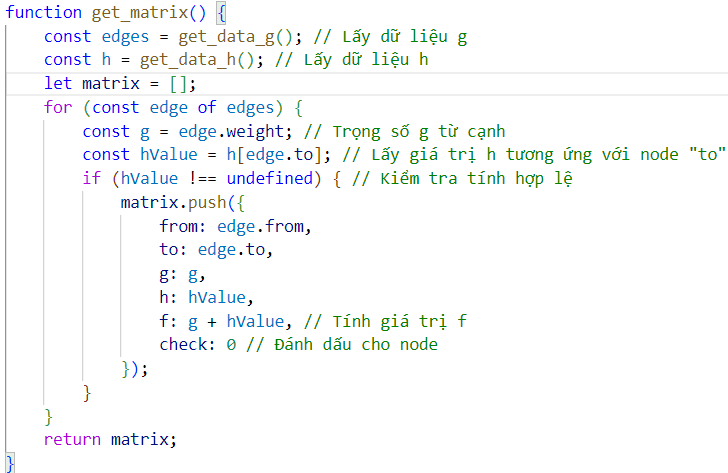 function get_matrix() {
    const edges = get_data_g(); // Lấy dữ liệu g
    const h = get_data_h(); // Lấy dữ liệu h
    let matrix = [];
    for (const edge of edges) {
        const g = edge.weight; // Trọng số g từ cạnh
        const hValue = h[edge.to]; // Lấy giá trị h tương ứng với node "to"
        if (hValue !== undefined) { // Kiểm tra tính hợp lệ
            matrix.push({
                from: edge.from,
                to: edge.to,
                g: g,
                h: hValue,
                f: g + hValue, // Tính giá trị f
                check: 0 // Đánh dấu cho node
            });
        }
    }
    return matrix;
}